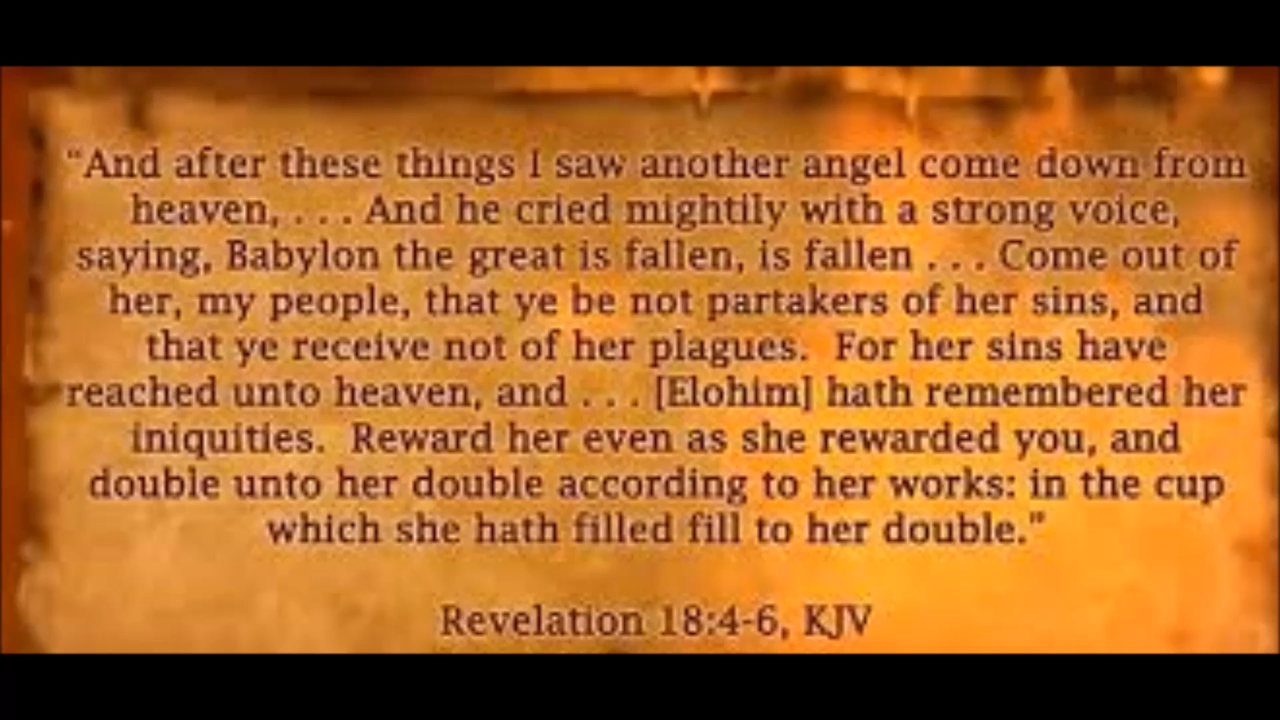 “And after these things I saw another angel come down from
heaven, . . . And he cried mightily with a strong voice,
saying, Babylon the great is fallen, is fallen . . . Come out of
her, my people, that ye be not partakers of her sins, and
that ye receive not of her plagues.  For her sins have
reached unto heaven, and . . . [Elohim] hath remembered her
iniquities.  Reward her even as she rewarded you, and
double unto her double according to her works: in the cup
which she hath filled fill to her double.”
Revelation 18:4-6, KJV